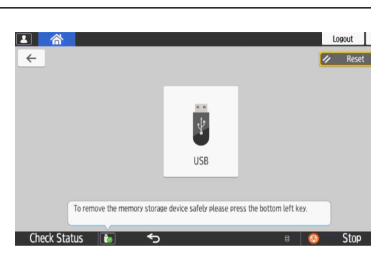 Logout
Reset
USB
To remove the memory storage device safely please press the bottom left key.
Check Status
Stop